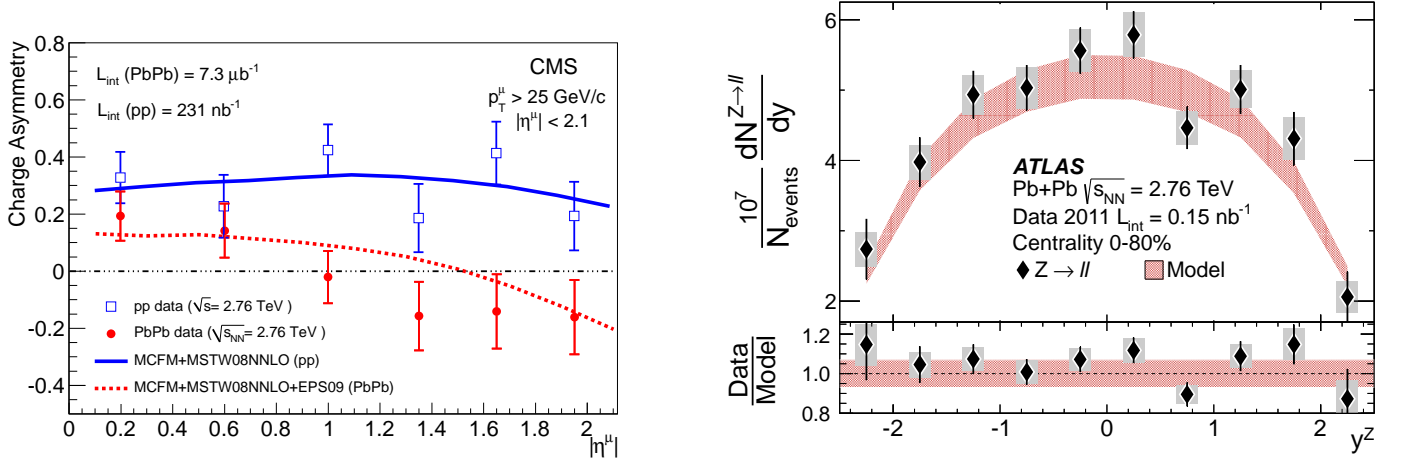 Charge Asymmetry
0.8
0.6
0.4
0.2
0
-0.2
-0.4
L_int (PbPb) = 7.3 μb⁻¹
L_int (pp) = 231 nb⁻¹
CMS
p_T^μ > 25 GeV/c
|η^μ| < 2.1
pp data (√s= 2.76 TeV )
PbPb data (√s_NN= 2.76 TeV )
MCFM+MSTW08NNLO (pp)
MCFM+MSTW08NNLO+EPS09 (PbPb)
0 0.2 0.4 0.6 0.8 1 1.2 1.4 1.6 1.8 2
|η^μ|
10⁷/N_events dN^Z→ll/dy
6
4
2
ATLAS
Pb+Pb √s_NN = 2.76 TeV
Data 2011 L_int = 0.15 nb⁻¹
Centrality 0-80%
Z → ll Model
Data/Model
1.2
1.0
0.8
-2 -1 0 1 2
y^Z